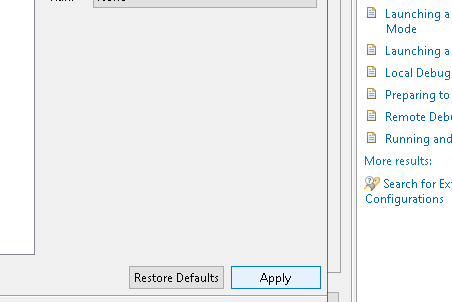 Launching a
Mode
Launching a
Local Debug
Preparing to
Remote Deb
Running and
More results:
Search for Ex
Configurations
Restore Defaults
Apply